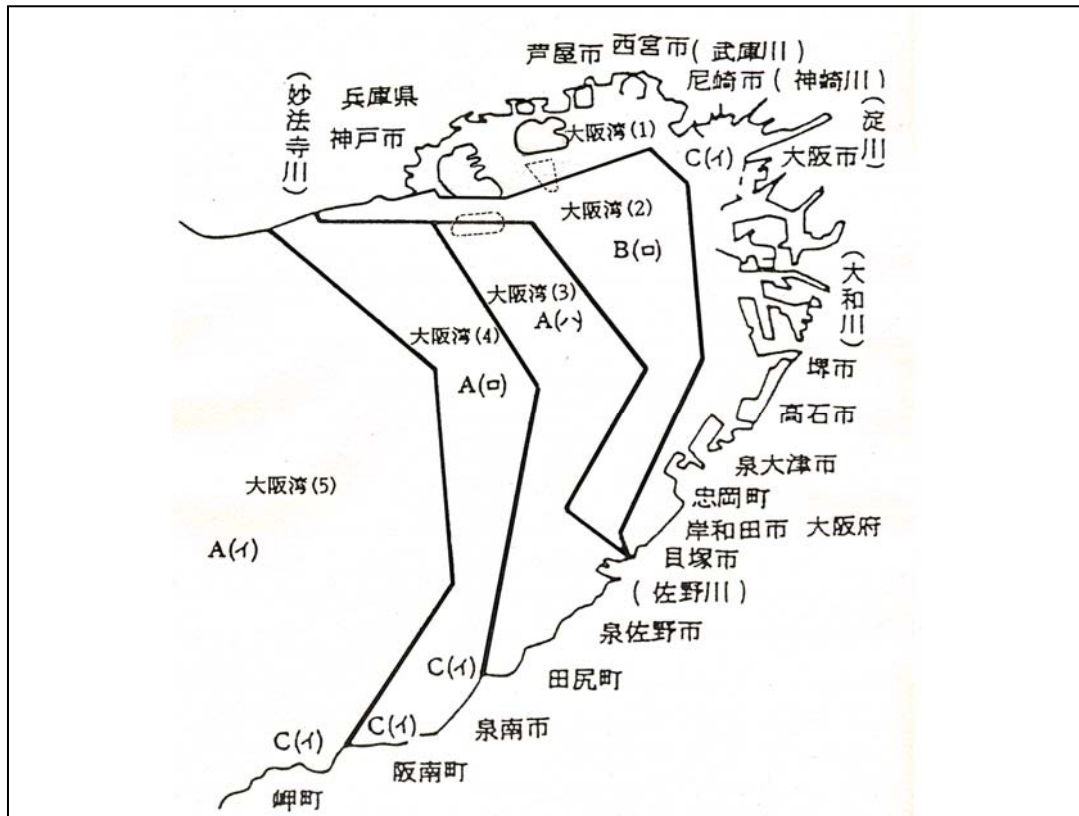 芦屋市
西宮市(武庫川)
尼崎市(神崎川)
(淀川)
兵庫県
神戸市
(妙法寺川)
大阪湾(1)
C(イ)
大阪市
大阪湾(2)
B(ロ)
(大和川)
大阪湾(3)
A(ハ)
大阪湾(4)
A(ロ)
堺市
高石市
泉大津市
忠岡町
岸和田市 大阪府
貝塚市
(佐野川)
泉佐野市
田尻町
泉南市
阪南町
岬町
大阪湾(5)
A(イ)
C(イ)
C(イ)
C(イ)